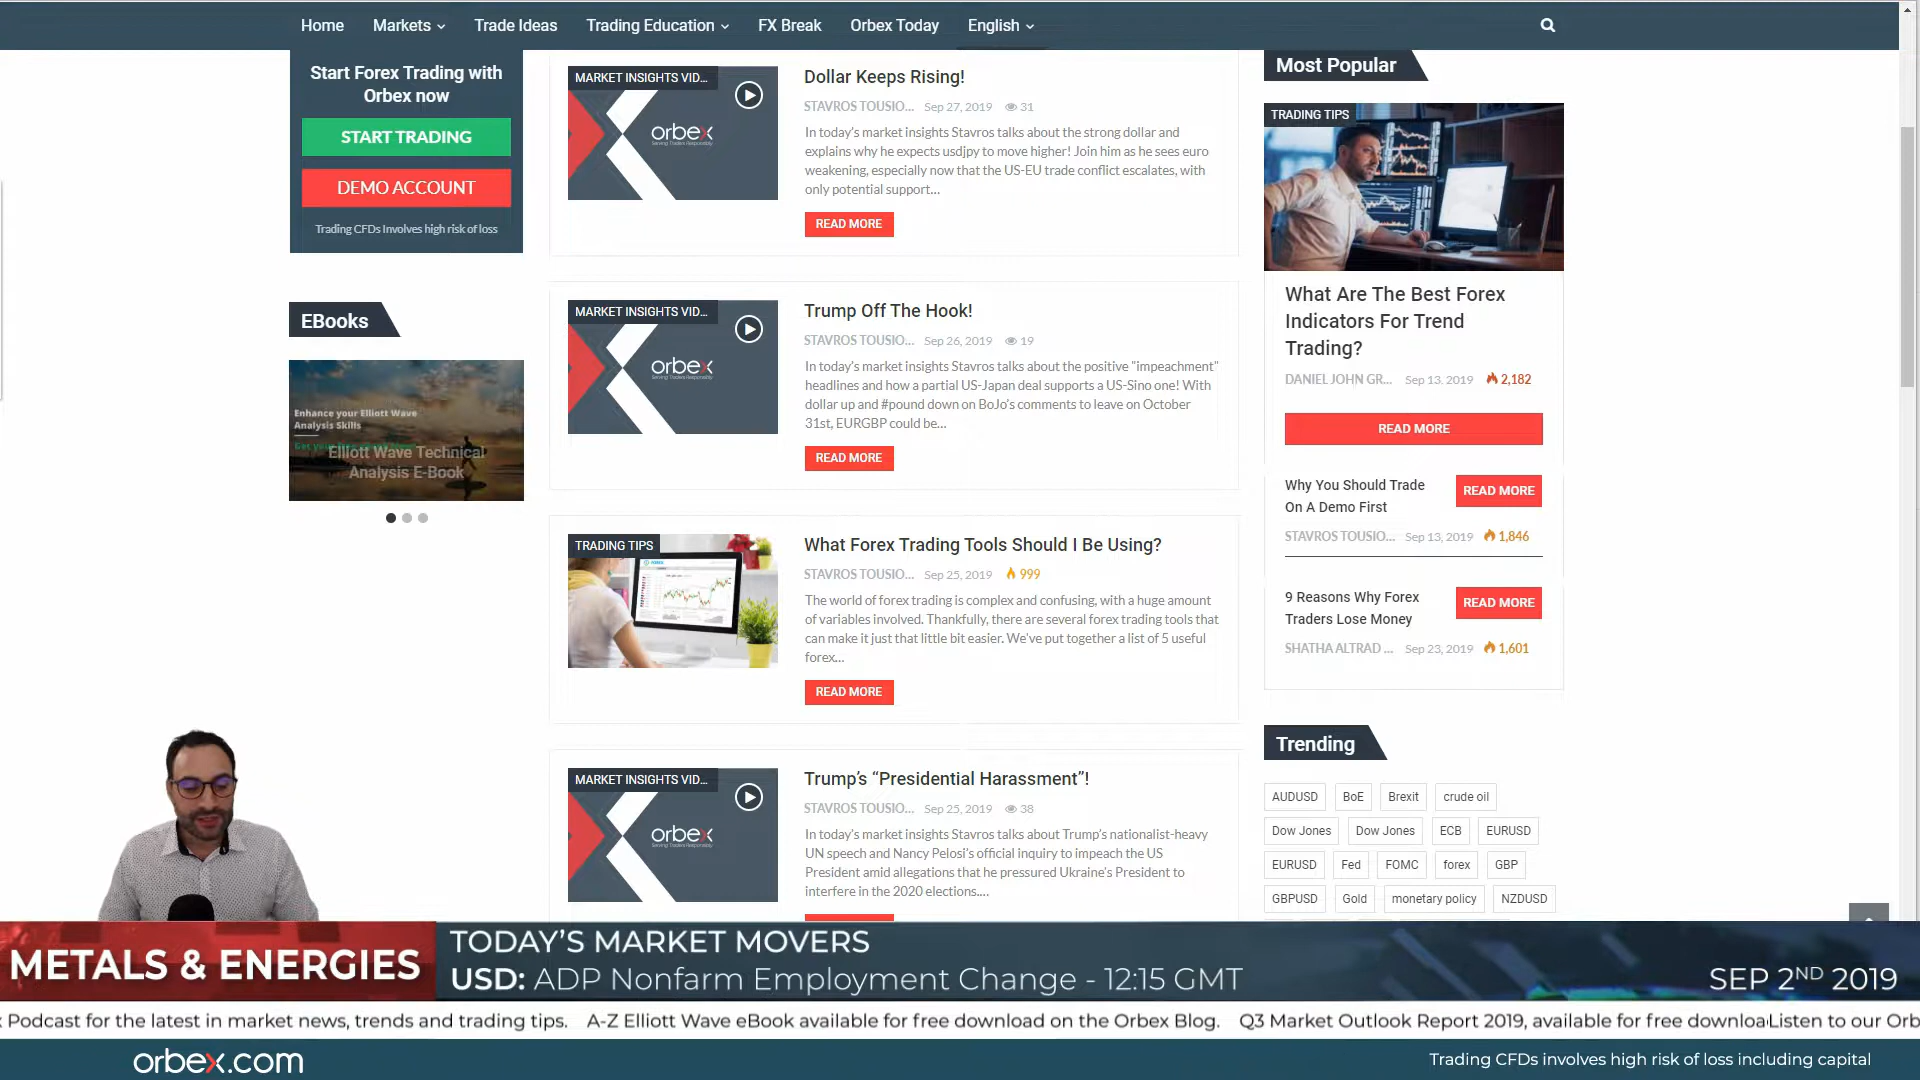 Home Markets Trade Ideas Trading Education FX Break Orbex Today English
Start Forex Trading with
Orbex now
START TRADING
DEMO ACCOUNT
Trading CFDs Involves high risk of loss
EBooks
Enhance your Elliott Wave
Analysis Skills
Elliott Wave Technical
Analysis E-Book
MARKET INSIGHTS VID...
orbex
Serving Traders Responsibly
Dollar Keeps Rising!
STAVROS TOUSIO... Sep 27, 2019 31
In today's market insights Stavros talks about the strong dollar and
explains why he expects usdjpy to move higher! Join him as he sees euro
weakening, especially now that the US-EU trade conflict escalates, with
only potential support...
READ MORE
MARKET INSIGHTS VID...
orbex
Serving Traders Responsibly
Trump Off The Hook!
STAVROS TOUSIO... Sep 26, 2019 19
In today's market insights Stavros talks about the positive "impeachment"
headlines and how a partial US-Japan deal supports a US-Sino one! With
dollar up and #pound down on BoJo's comments to leave on October
31st, EURGBP could be...
READ MORE
TRADING TIPS
What Forex Trading Tools Should I Be Using?
STAVROS TOUSIO... Sep 25, 2019 999
The world of forex trading is complex and confusing, with a huge amount
of variables involved. Thankfully, there are several forex trading tools that
can make it just that little bit easier. We've put together a list of 5 useful
forex...
READ MORE
MARKET INSIGHTS VID...
orbex
Serving Traders Responsibly
Trump's “Presidential Harassment”!
STAVROS TOUSIO... Sep 25, 2019 38
In today's market insights Stavros talks about Trump's nationalist-heavy
UN speech and Nancy Pelosi's official inquiry to impeach the US
President amid allegations that he pressured Ukraine's President to
interfere in the 2020 elections....
Most Popular
TRADING TIPS
What Are The Best Forex
Indicators For Trend
Trading?
DANIEL JOHN GR... Sep 13, 2019 2,182
READ MORE
Why You Should Trade
On A Demo First
READ MORE
STAVROS TOUSIO... Sep 13, 2019 1,846
9 Reasons Why Forex
Traders Lose Money
READ MORE
SHATHA ALTRAD ... Sep 23, 2019 1,601
Trending
AUDUSD BoE Brexit crude oil
Dow Jones Dow Jones ECB EURUSD
EURUSD Fed FOMC forex GBP
GBPUSD Gold monetary policy NZDUSD
METALS & ENERGIES
TODAY'S MARKET MOVERS
USD: ADP Nonfarm Employment Change - 12:15 GMT
SEP 2ND 2019
x Podcast for the latest in market news, trends and trading tips. A-Z Elliott Wave eBook available for free download on the Orbex Blog. Q3 Market Outlook Report 2019, available for free downloa Listen to our Orb
orbex.com
Trading CFDs involves high risk of loss including capital